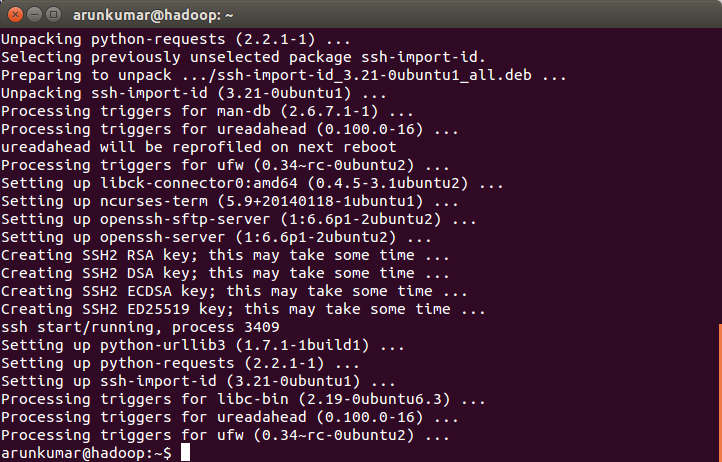 arunkumar@hadoop: ~
Unpacking python-requests (2.2.1-1) ...
Selecting previously unselected package ssh-import-id.
Preparing to unpack .../ssh-import-id_3.21-0ubuntu1_all.deb ...
Unpacking ssh-import-id (3.21-0ubuntu1) ...
Processing triggers for man-db (2.6.7.1-1) ...
Processing triggers for ureadahead (0.100.0-16) ...
ureadahead will be reprofiled on next reboot
Processing triggers for ufw (0.34~rc-0ubuntu2) ...
Setting up libck-connector0:amd64 (0.4.5-3.1ubuntu2) ...
Setting up ncurses-term (5.9+20140118-1ubuntu1) ...
Setting up openssh-sftp-server (1:6.6p1-2ubuntu2) ...
Setting up openssh-server (1:6.6p1-2ubuntu2) ...
Creating SSH2 RSA key; this may take some time ...
Creating SSH2 DSA key; this may take some time ...
Creating SSH2 ECDSA key; this may take some time ...
Creating SSH2 ED25519 key; this may take some time ...
ssh start/running, process 3409
Setting up python-urllib3 (1.7.1-1build1) ...
Setting up python-requests (2.2.1-1) ...
Setting up ssh-import-id (3.21-0ubuntu1) ...
Processing triggers for libc-bin (2.19-0ubuntu6.3) ...
Processing triggers for ureadahead (0.100.0-16) ...
Processing triggers for ufw (0.34~rc-0ubuntu2) ...
arunkumar@hadoop:~$